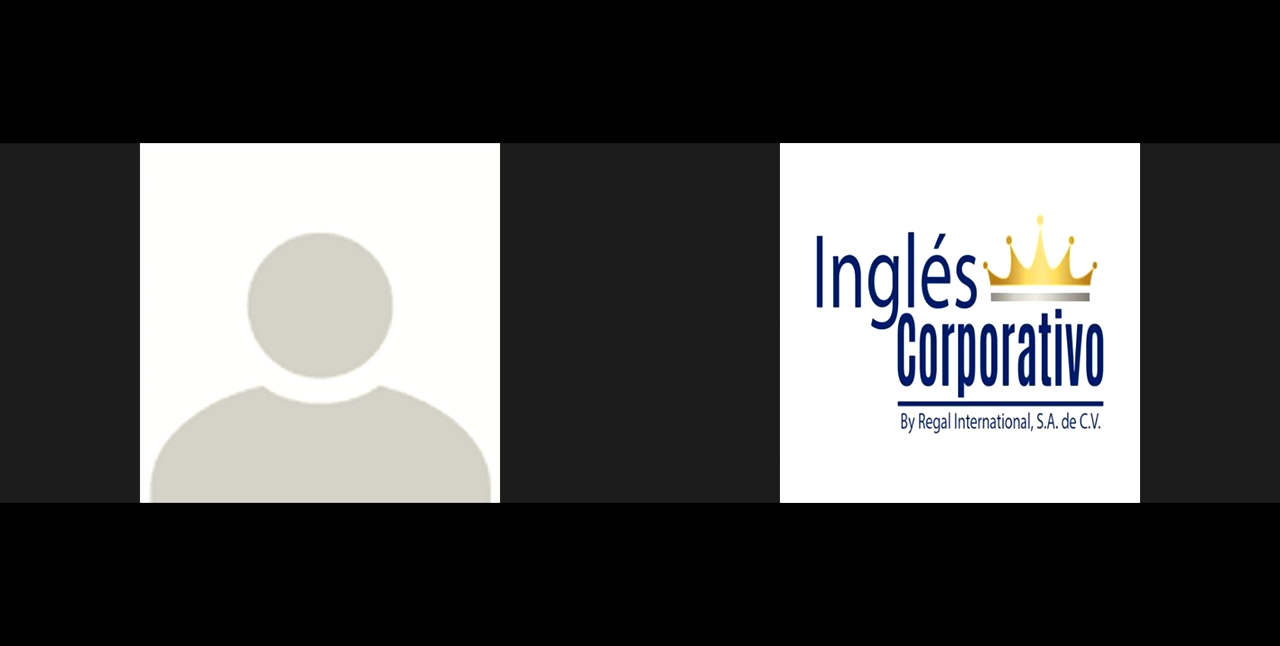 Inglés
Corporativo
By Regal International, S.A. de C.V.